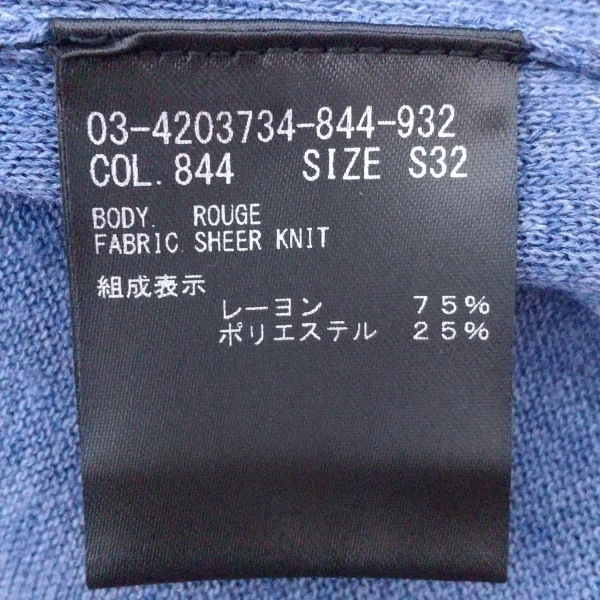 03-4203734-844-932
COL. 844 SIZE S32
BODY. ROUGE
FABRIC. SHEER KNIT
組成表示
レーヨン 75%
ポリエステル 25%